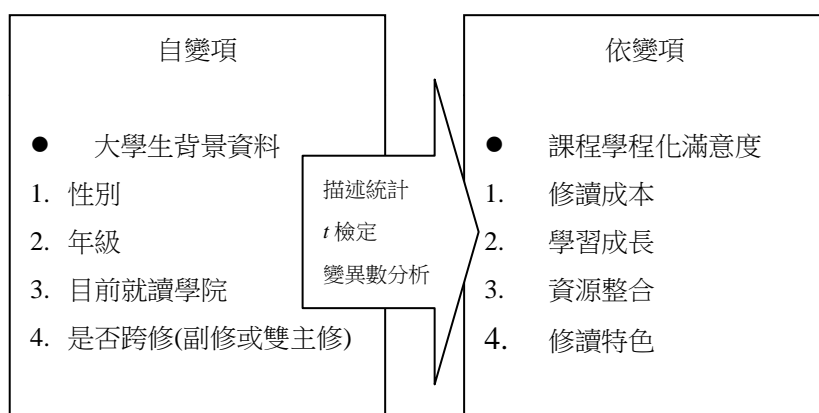 自變項
● 大學生背景資料
1. 性別
2. 年級
3. 目前就讀學院
4. 是否跨修(副修或雙主修)
描述統計
t 檢定
變異數分析
依變項
● 課程學程化滿意度
1. 修讀成本
2. 學習成長
3. 資源整合
4. 修讀特色